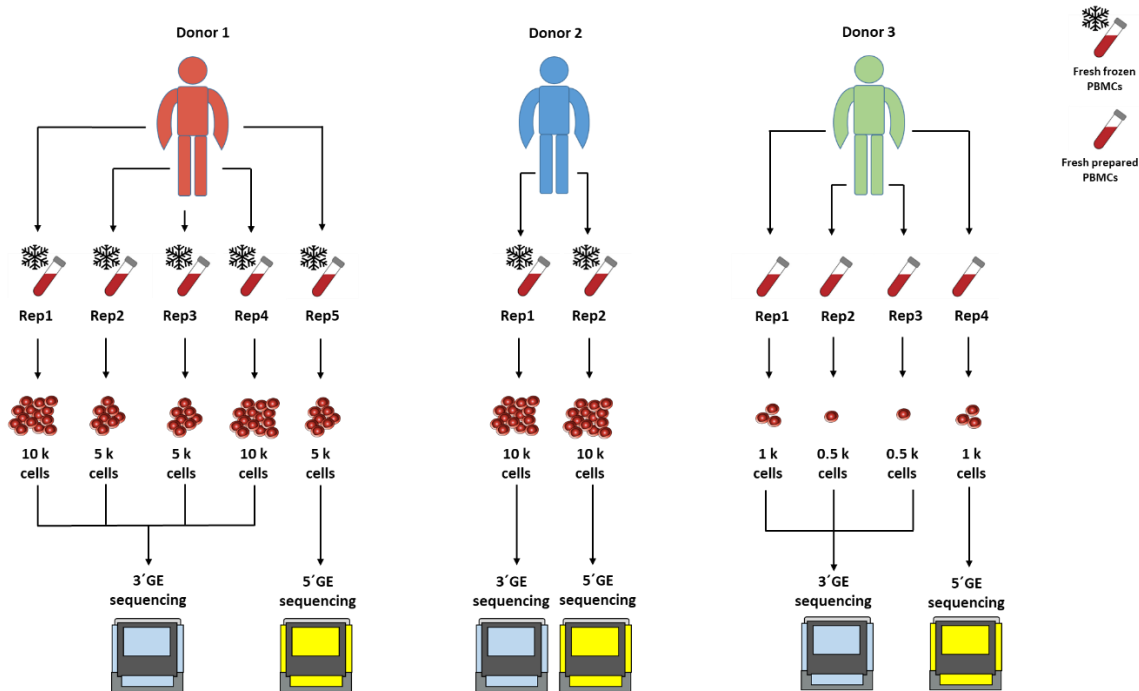 Donor 1
Donor 2
Donor 3
Fresh frozen
PBMCs
Fresh prepared
PBMCs
Rep1
Rep2
Rep3
Rep4
Rep5
Rep1
Rep2
Rep1
Rep2
Rep3
Rep4
10 k
cells
5 k
cells
5 k
cells
10 k
cells
5 k
cells
10 k
cells
10 k
cells
1 k
cells
0.5 k
cells
0.5 k
cells
1 k
cells
3´GE
sequencing
5´GE
sequencing
3´GE
sequencing
5´GE
sequencing
3´GE
sequencing
5´GE
sequencing